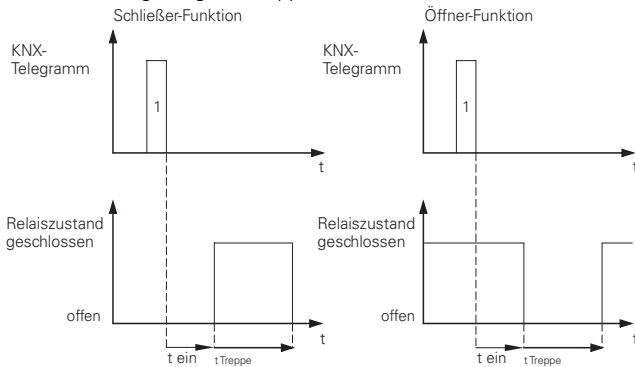 Schließer-Funktion
KNX-
Telegramm
1
t
Relaiszustand
geschlossen
offen
t
t ein
t Treppe
Öffner-Funktion
KNX-
Telegramm
1
t
Relaiszustand
geschlossen
offen
t
t ein
t Treppe